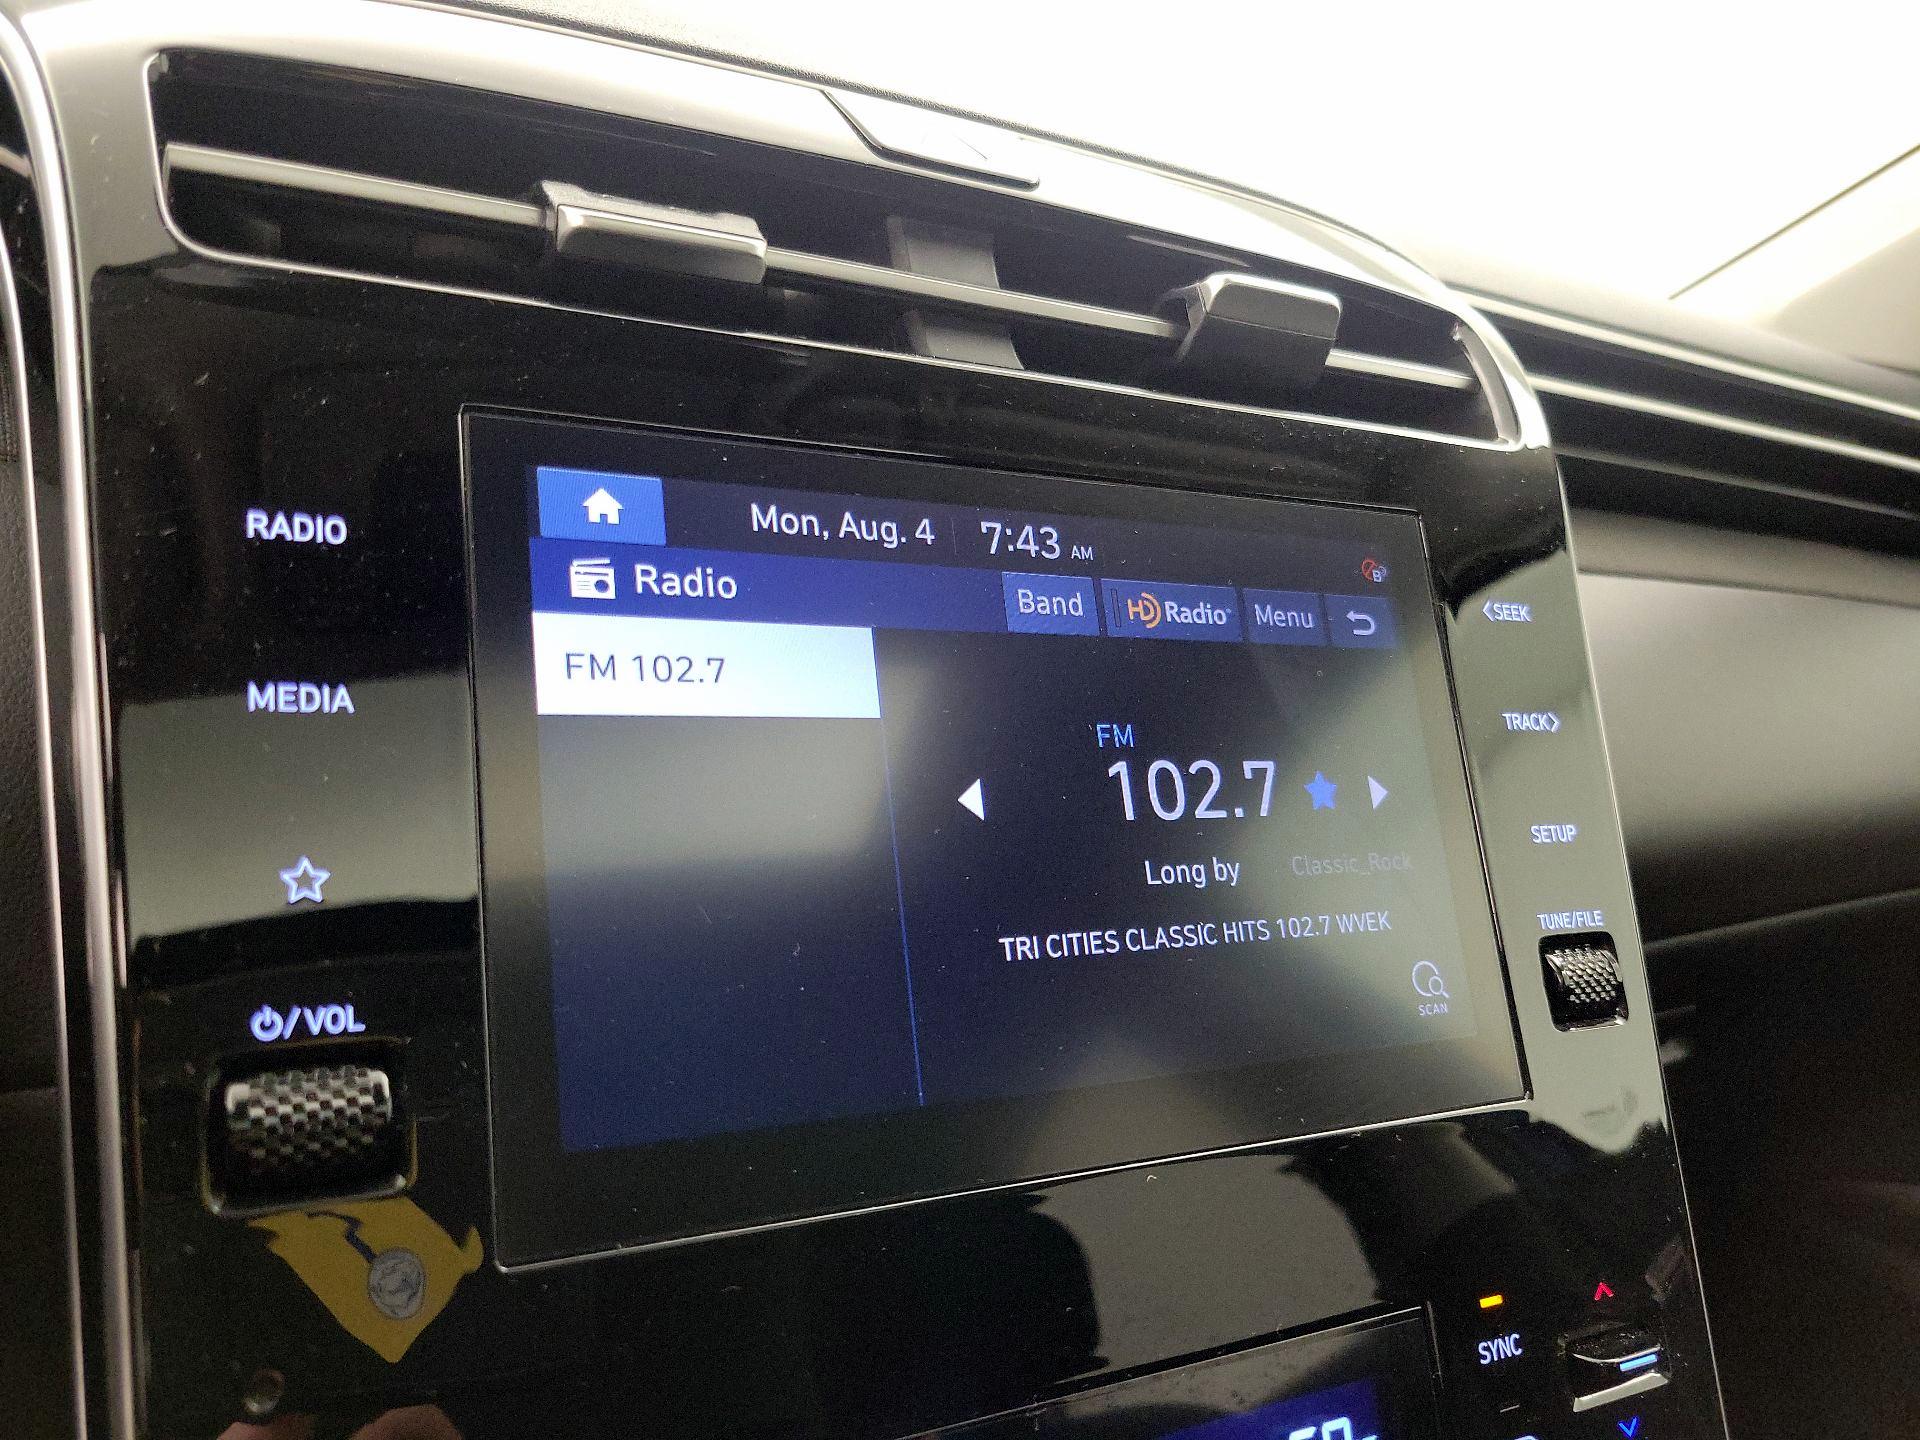 Mon, Aug. 4 7:43 AM
Radio Band HD Radio Menu
FM 102.7
FM
102.7
Long by Classic_Rock
TRI CITIES CLASSIC HITS 102.7 WVEK
SCAN
RADIO
MEDIA
/VOL
<SEEK
TRACK>
SETUP
TUNE/FILE
SYNC